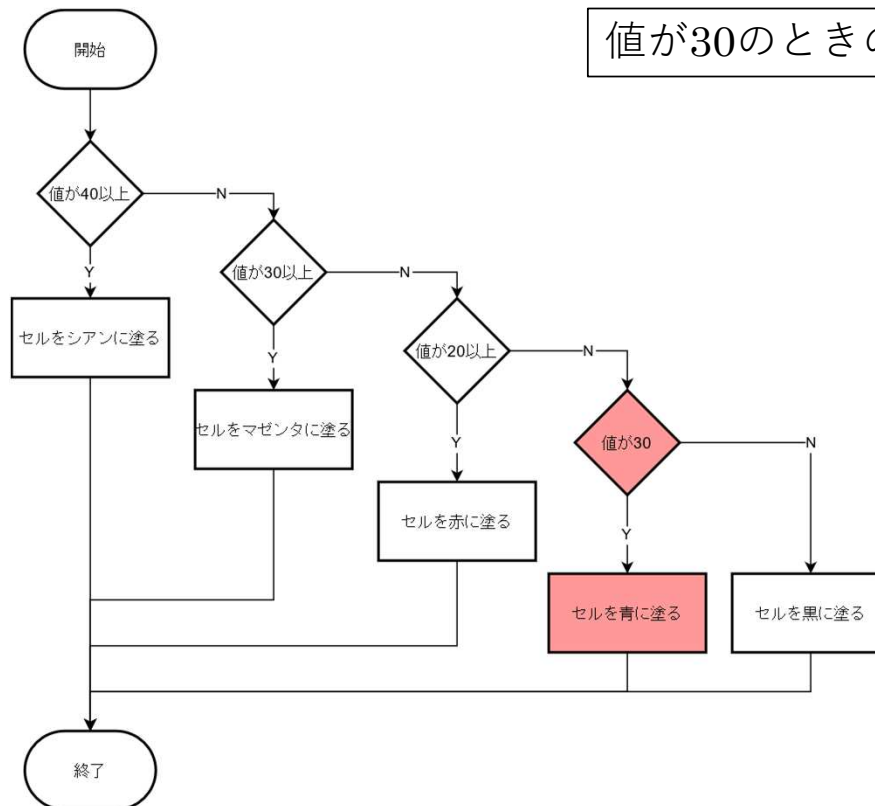 開始
値が30のときの
値が40以上
N
Y
値が30以上
N
セルをシアンに塗る
Y
値が20以上
N
セルをマゼンタに塗る
Y
値が30
N
セルを赤に塗る
Y
セルを青に塗る
セルを黒に塗る
終了